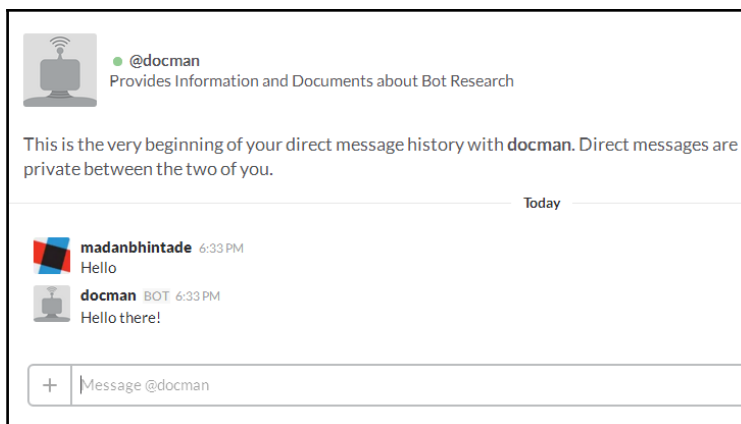 @docman
Provides Information and Documents about Bot Research
This is the very beginning of your direct message history with docman. Direct messages are
private between the two of you.
Today
madanbhintade 6:33 PM
Hello
docman BOT 6:33 PM
Hello there!
+ Message @docman